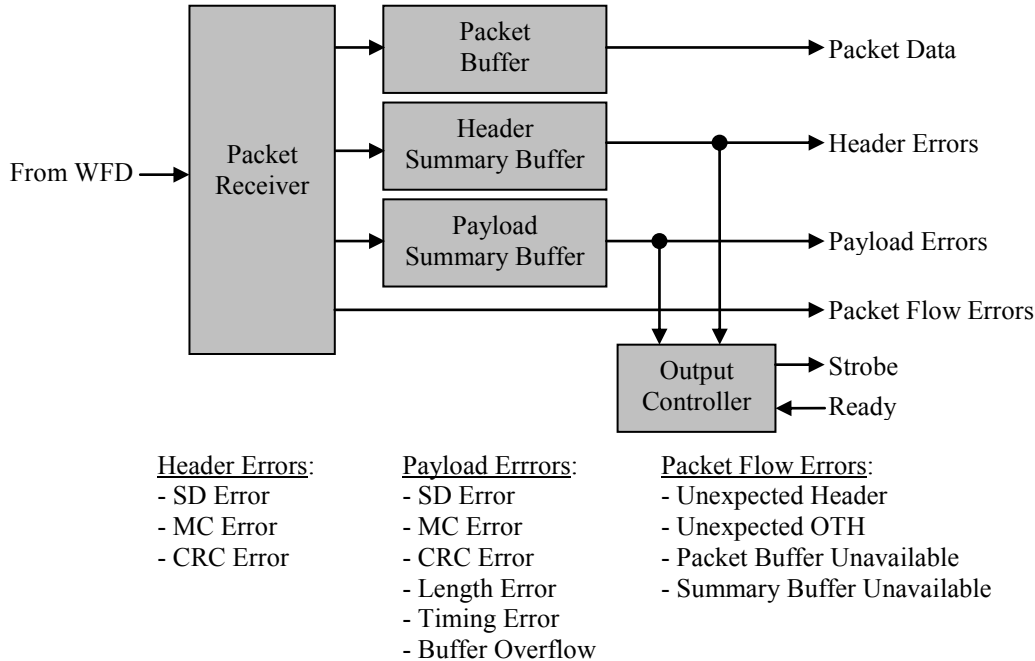 Packet
Buffer
Packet Data
Header
Summary Buffer
Header Errors
From WFD
Packet
Receiver
Payload
Summary Buffer
Payload Errors
Packet Flow Errors
Output
Controller
Strobe
Ready
Header Errors:
- SD Error
- MC Error
- CRC Error
Payload Errrors:
- SD Error
- MC Error
- CRC Error
- Length Error
- Timing Error
- Buffer Overflow
Packet Flow Errors:
- Unexpected Header
- Unexpected OTH
- Packet Buffer Unavailable
- Summary Buffer Unavailable